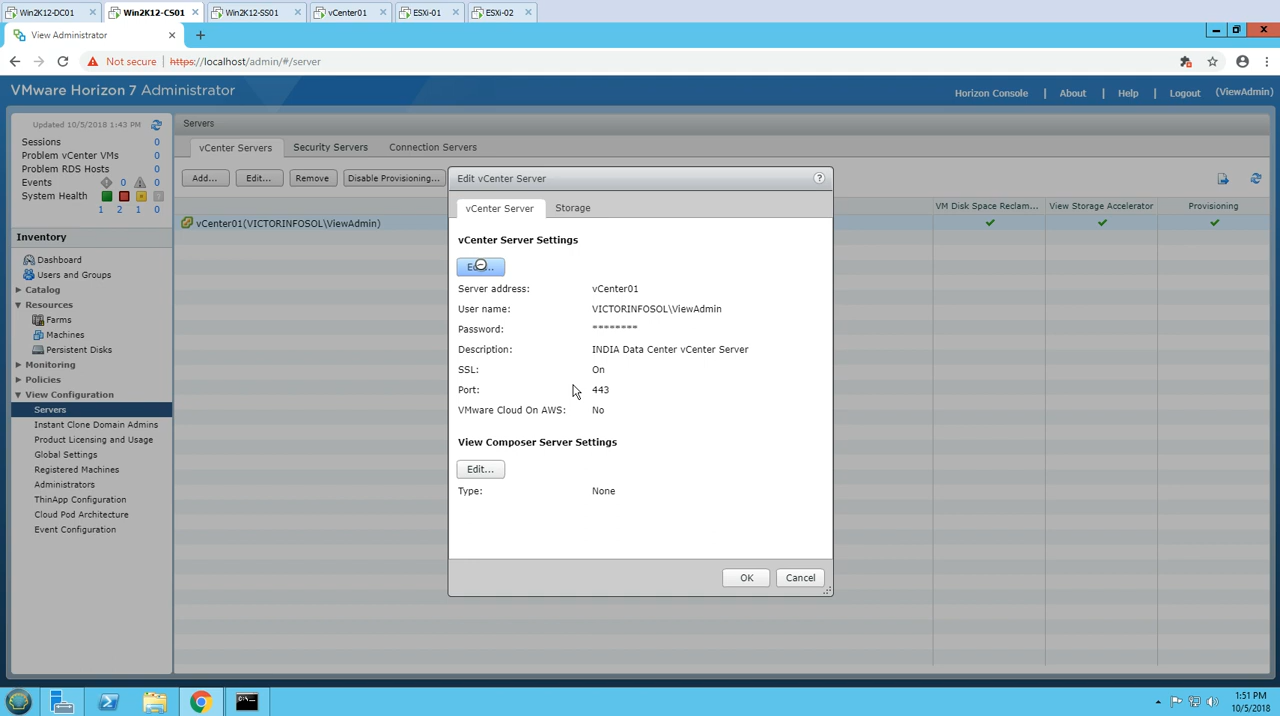 Win2K12-DC01
Win2K12-CS01
Win2K12-SS01
vCenter01
ESXi-01
ESXi-02
View Administrator
Not secure
https://localhost/admin/#/server
VMware Horizon 7 Administrator
Horizon Console | About | Help | Logout (ViewAdmin)
Updated 10/5/2018 1:43 PM
Sessions 0
Problem vCenter VMs 0
Problem RDS Hosts 0
Events 0 0
System Health
1 2 1 0
Inventory
Dashboard
Users and Groups
Catalog
Resources
Farms
Machines
Persistent Disks
Monitoring
Policies
View Configuration
Servers
Instant Clone Domain Admins
Product Licensing and Usage
Global Settings
Registered Machines
Administrators
ThinApp Configuration
Cloud Pod Architecture
Event Configuration
Servers
vCenter Servers Security Servers Connection Servers
Add... Edit... Remove Disable Provisioning...
VM Disk Space Reclam... View Storage Accelerator Provisioning
vCenter01(VICTORINFOSOL\ViewAdmin)
Edit vCenter Server ?
vCenter Server Storage
vCenter Server Settings
Server address: vCenter01
User name: VICTORINFOSOL\ViewAdmin
Password: ********
Description: INDIA Data Center vCenter Server
SSL: On
Port: 443
VMware Cloud On AWS: No
View Composer Server Settings
Edit...
Type: None
OK Cancel
1:51 PM
10/5/2018